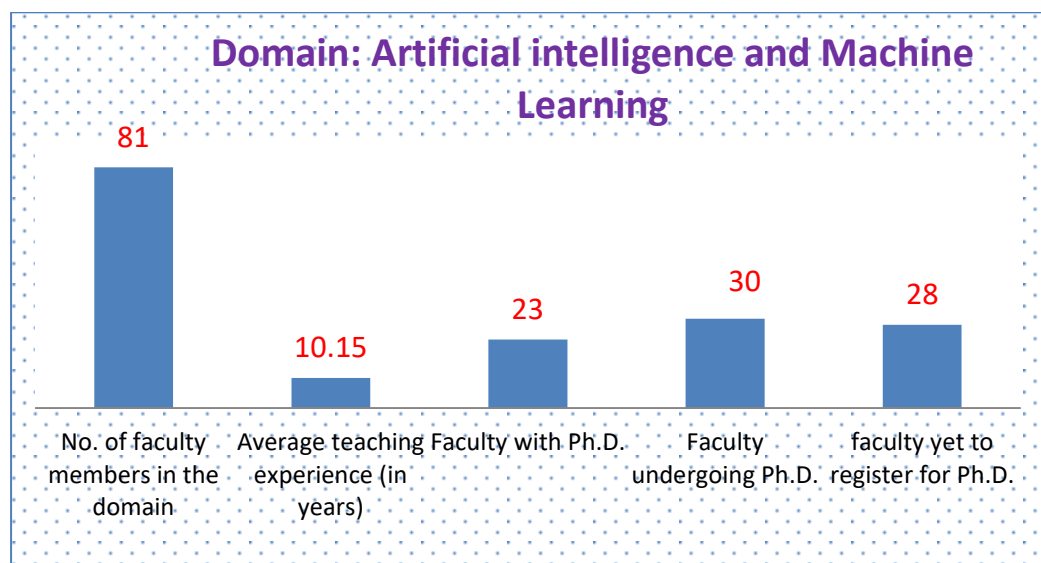 Domain: Artificial intelligence and Machine
Learning
81
10.15
23
30
28
No. of faculty
members in the
domain
Average teaching
experience (in
years)
Faculty with Ph.D.
Faculty
undergoing Ph.D.
faculty yet to
register for Ph.D.